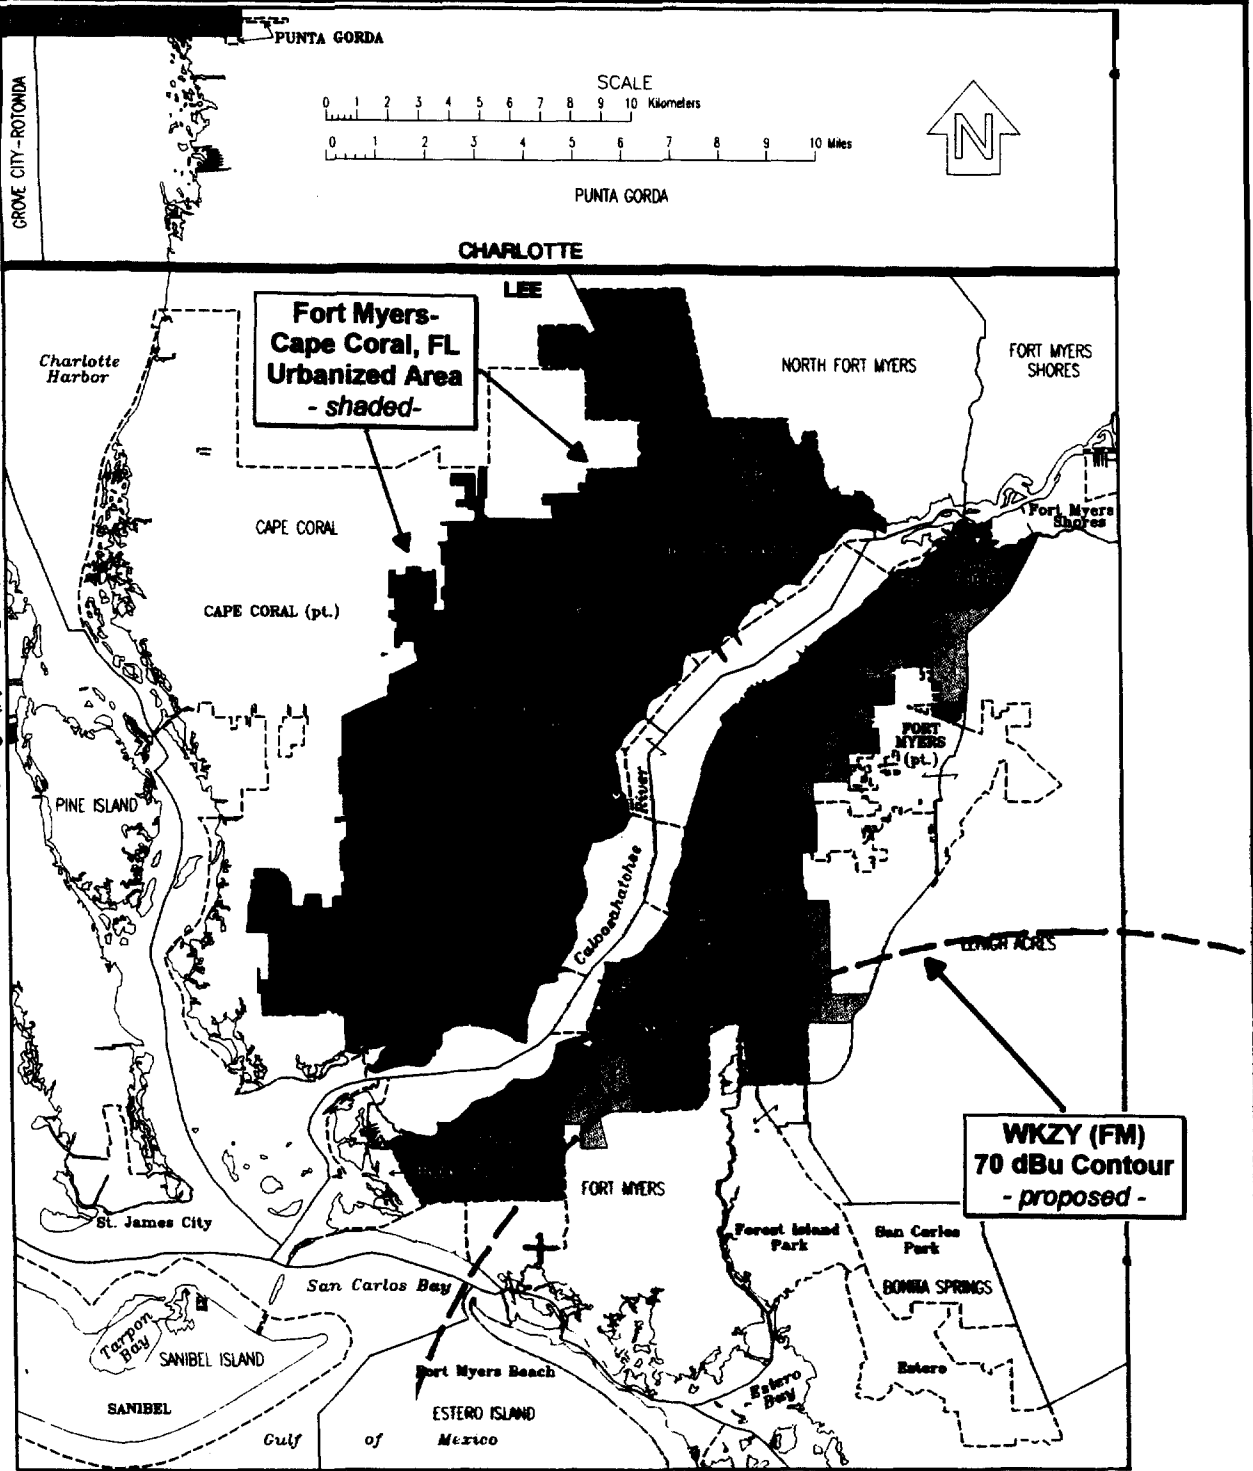 PUNTA GORDA
SCALE
0 1 2 3 4 5 6 7 8 9 10 Kilometers
0 1 2 3 4 5 6 7 8 9 10 Miles
N
GROVE CITY-ROTONDA
PUNTA GORDA
CHARLOTTE
LEE
Fort Myers-
Cape Coral, FL
Urbanized Area
- shaded-
Charlotte
Harbor
NORTH FORT MYERS
FORT MYERS
SHORES
Fort Myers
Shores
CAPE CORAL
CAPE CORAL (pt.)
FORT
MYERS
(pt.)
PINE ISLAND
River
Caloosahatchee
LEHIGH ACRES
WKZY (FM)
70 dBu Contour
- proposed -
FORT MYERS
St. James City
Forest Island
Park
San Carlos
Park
San Carlos Bay
BONITA SPRINGS
Tarpon
Bay
SANIBEL ISLAND
Fort Myers Beach
Estero
Estero
Bay
SANIBEL
ESTERO ISLAND
Gulf of Mexico